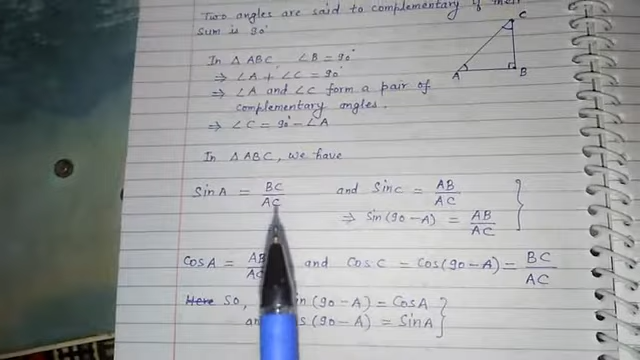 Two angles are said to complementary if their
sum is 90°
In △ABC, ∠B = 90°
⇒ ∠A + ∠C = 90°
⇒ ∠A and ∠C form a pair of
complementary angles.
⇒ ∠C = 90° - ∠A
C
A
B
In △ABC, we have
Sin A = BC/AC and Sin C = AB/AC
⇒ Sin(90-A) = AB/AC
Cos A = AB/AC and Cos C = Cos(90-A) = BC/AC
So, (90-A) = Cos A
(90-A) = Sin A